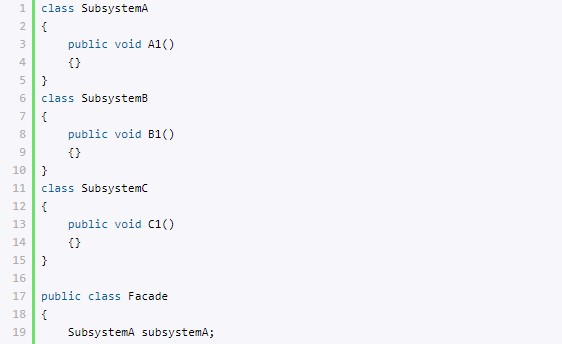 1 class SubsystemA
2 {
3     public void A1()
4     {}
5 }
6 class SubsystemB
7 {
8     public void B1()
9     {}
10 }
11 class SubsystemC
12 {
13     public void C1()
14     {}
15 }
16
17 public class Facade
18 {
19     SubsystemA subsystemA;